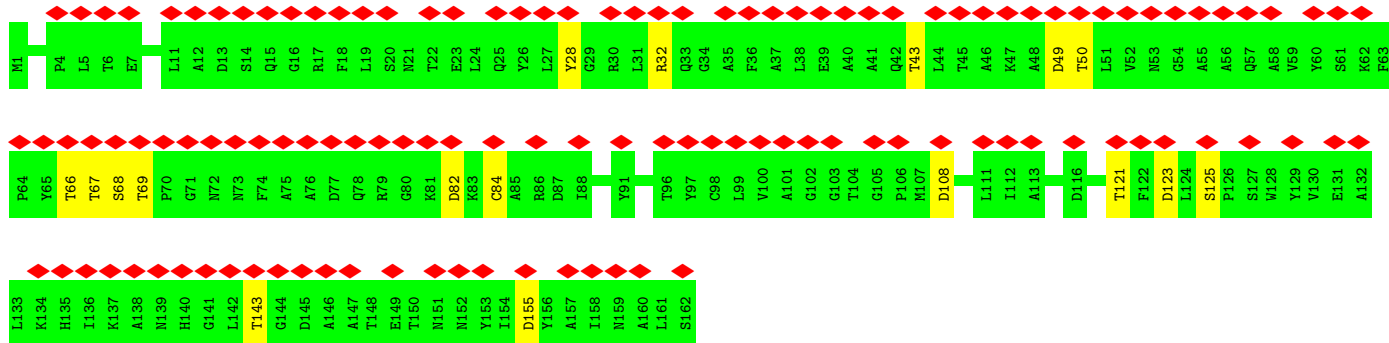 M1 P4 L5 T6 E7 L11 A12 D13 S14 Q15 G16 R17 F18 L19 S20 N21 T22 E23 L24 Q25 Y26 L27 Y28 G29 R30 L31 R32 Q33 G34 A35 F36 A37 L38 E39 A40 A41 Q42 T43 L44 T45 A46 K47 A48 D49 T50 L51 V52 N53 G54 A55 A56 Q57 A58 V59 Y60 S61 K62 F63
P64 Y65 T66 T67 S68 T69 P70 G71 N72 N73 F74 A75 A76 D77 Q78 R79 G80 K81 D82 K83 C84 A85 R86 D87 I88 Y91 T96 Y97 C98 L99 V100 A101 G102 G103 T104 G105 P106 M107 D108 L111 I112 A113 D116 T121 F122 D123 L124 S125 P126 S127 W128 Y129 V130 E131 A132
L133 K134 H135 I136 K137 A138 N139 H140 G141 L142 T143 G144 D145 A146 A147 T148 E149 T150 N151 N152 Y153 I154 D155 Y156 A157 I158 N159 A160 L161 S162